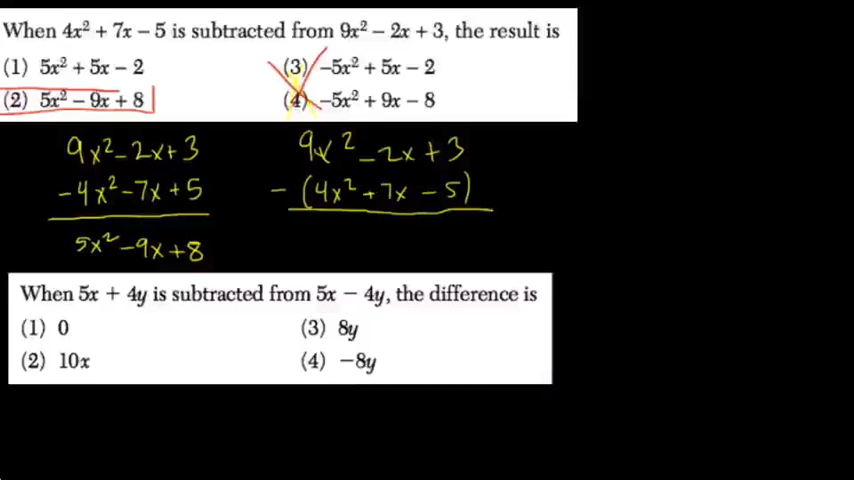 When 4x² + 7x − 5 is subtracted from 9x² − 2x + 3, the result is
(1) 5x² + 5x − 2 (3) −5x² + 5x − 2
(2) 5x² − 9x + 8 (4) −5x² + 9x − 8
9x² − 2x + 3 9x² − 2x + 3
−4x² − 7x + 5 − (4x² + 7x − 5)
5x² − 9x + 8
When 5x + 4y is subtracted from 5x − 4y, the difference is
(1) 0 (3) 8y
(2) 10x (4) −8y